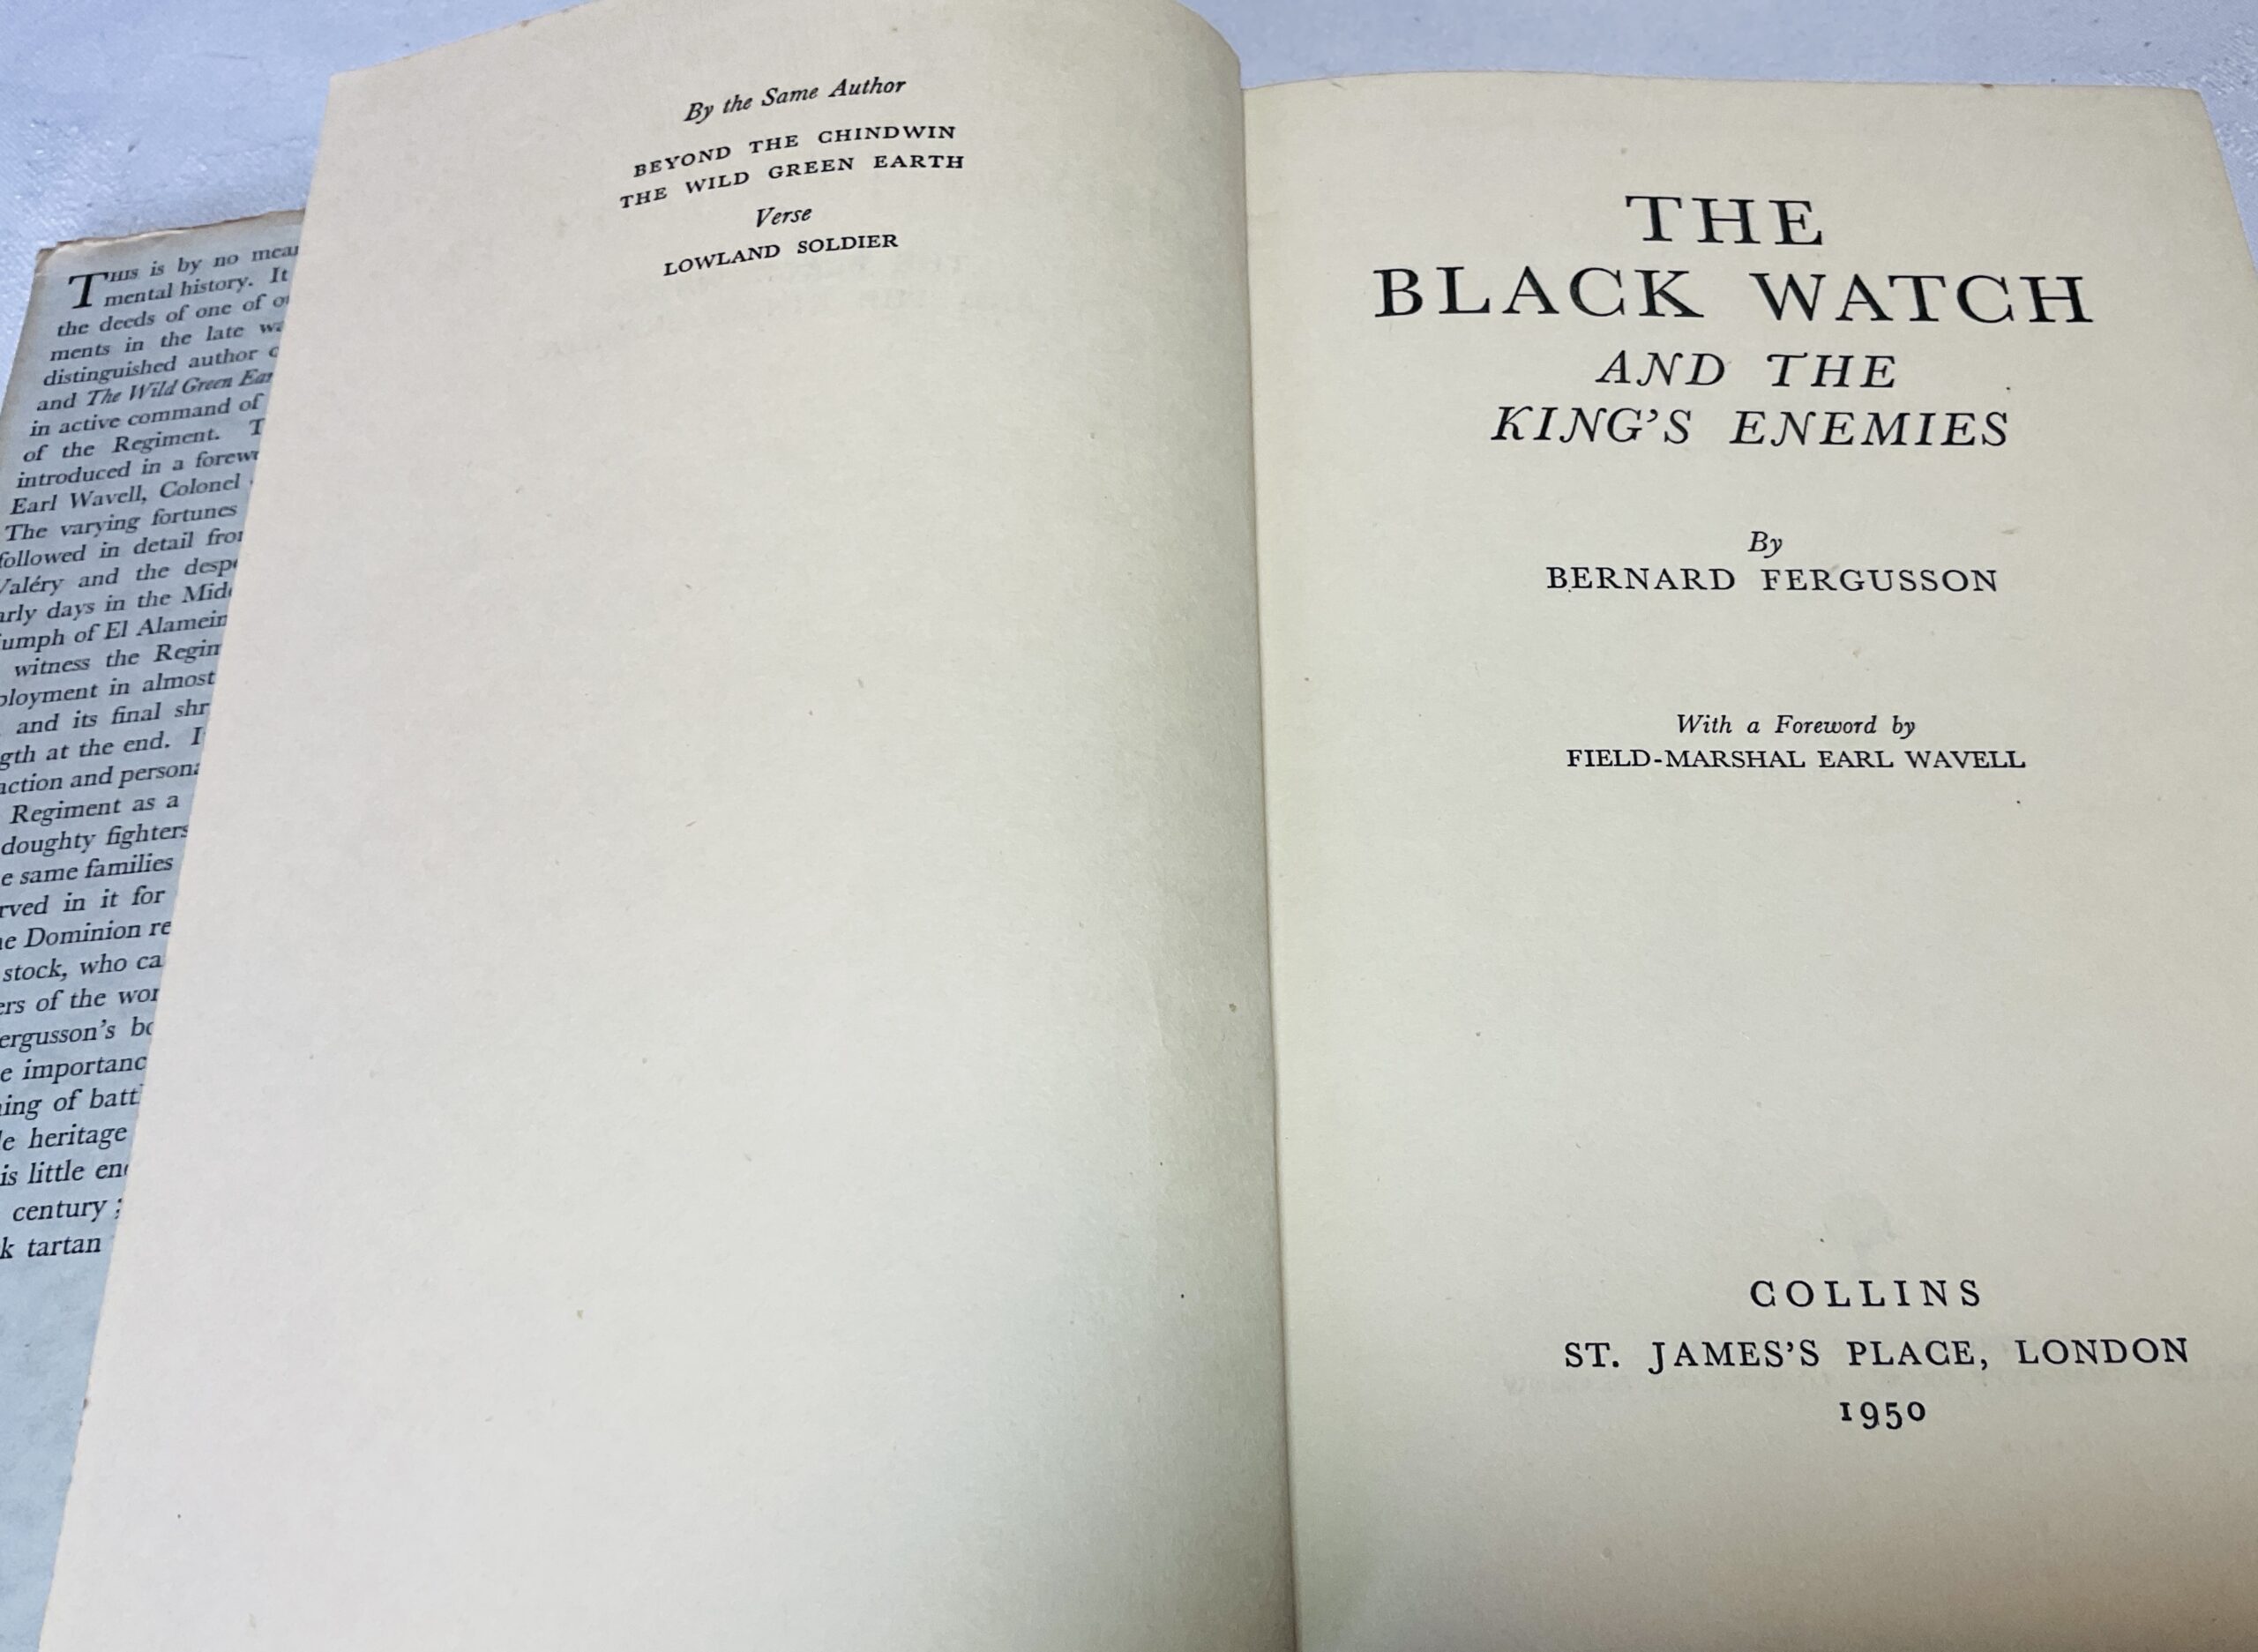 THIS is by no
mental history. It
the deeds of one of
ments in the late
distinguished author
and The Wild Green
in active command of
of the Regiment.
introduced in a
Earl Wavell, Colonel
The varying fortunes
followed in detail
Valéry and the
days in the
of El Alamein
witness the
in almost
and its final
at the end.
action and
Regiment as a
doughty fighters
same families
in it for
Dominion
stock, who
of the
importanc
of
heritage
is little
century ;
tartan
By the Same Author
BEYOND THE CHINDWIN
THE WILD GREEN EARTH
Verse
LOWLAND SOLDIER
THE
BLACK WATCH
AND THE
KING'S ENEMIES
By
BERNARD FERGUSSON
With a Foreword by
FIELD-MARSHAL EARL WAVELL
COLLINS
ST. JAMES'S PLACE, LONDON
1950